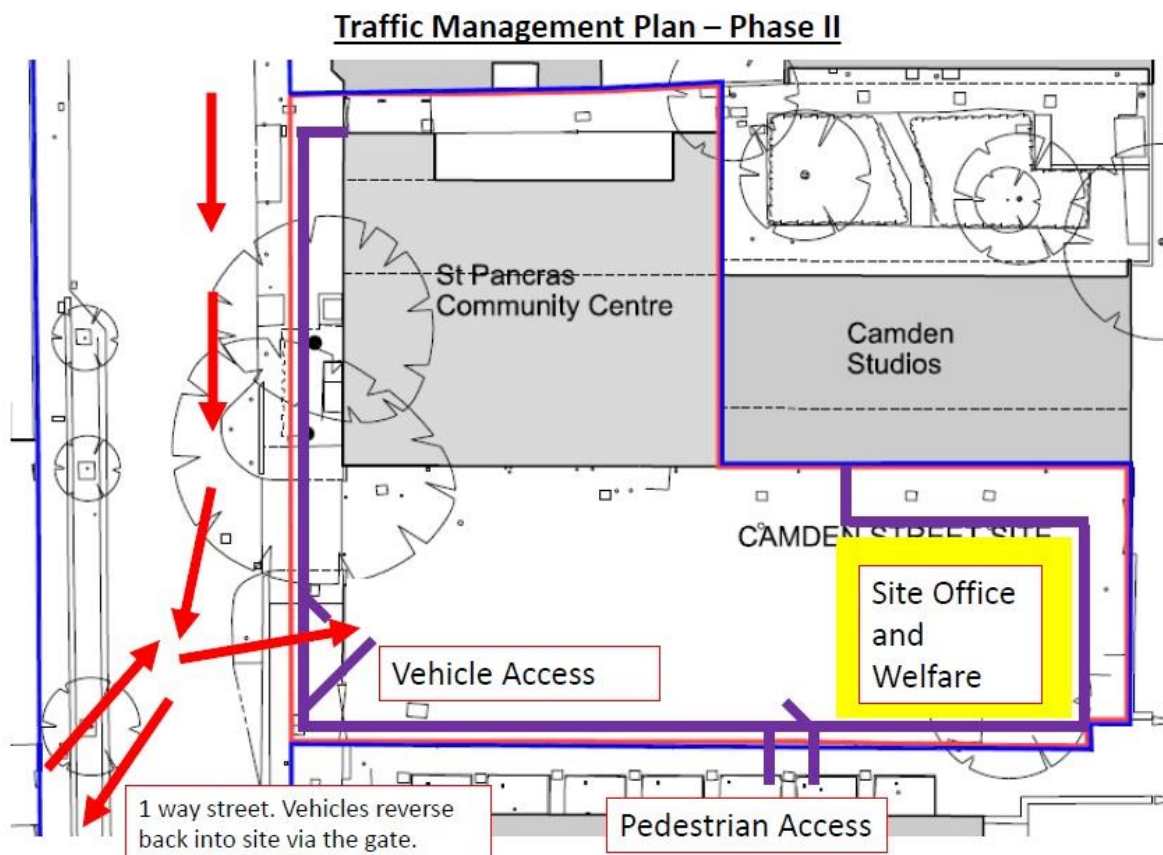 Traffic Management Plan – Phase II
St Pancras
Community Centre
Camden
Studios
CAMDEN STREET SITE
Site Office
and
Welfare
Vehicle Access
1 way street. Vehicles reverse
back into site via the gate.
Pedestrian Access